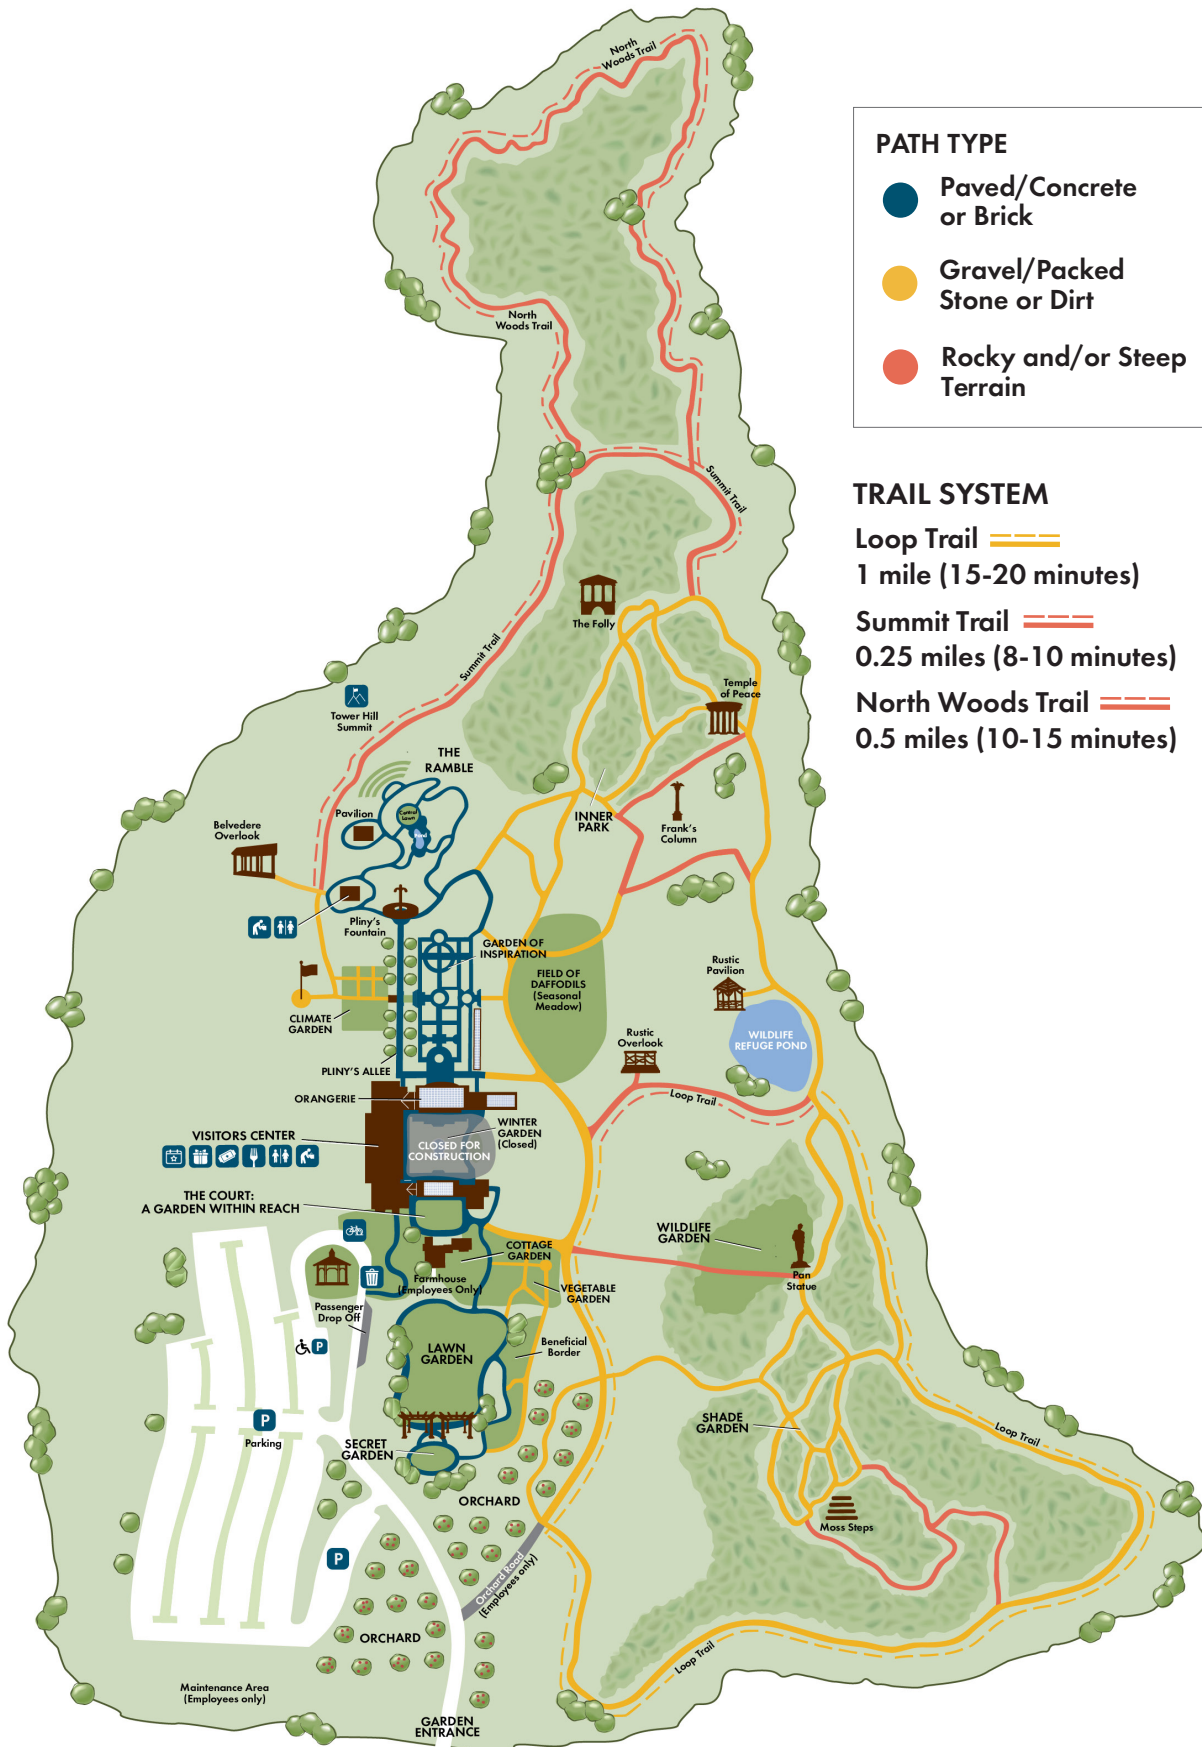 North
Woods Trail
PATH TYPE
Paved/Concrete
or Brick
Gravel/Packed
Stone or Dirt
Rocky and/or Steep
Terrain
North
Woods Trail
TRAIL SYSTEM
Loop Trail
1 mile (15-20 minutes)
Summit Trail
0.25 miles (8-10 minutes)
North Woods Trail
0.5 miles (10-15 minutes)
Summit Trail
The Folly
Summit Trail
Temple
of Peace
Tower Hill
Summit
THE
RAMBLE
Central
Lawn
Pond
Pavilion
INNER
PARK
Frank's
Column
Belvedere
Overlook
Pliny's
Fountain
GARDEN OF
INSPIRATION
FIELD OF
DAFFODILS
(Seasonal
Meadow)
Rustic
Pavilion
CLIMATE
GARDEN
Rustic
Overlook
WILDLIFE
REFUGE POND
PLINY'S ALLEE
ORANGERIE
Loop Trail
WINTER
GARDEN
(Closed)
CLOSED FOR
CONSTRUCTION
VISITORS CENTER
THE COURT:
A GARDEN WITHIN REACH
WILDLIFE
GARDEN
COTTAGE
GARDEN
Farmhouse
(Employees Only)
Pan
Statue
VEGETABLE
GARDEN
Passenger
Drop Off
P
Beneficial
Border
LAWN
GARDEN
P
Parking
SHADE
GARDEN
Loop Trail
SECRET
GARDEN
ORCHARD
Moss Steps
P
Orchard Road
(Employees only)
ORCHARD
Loop Trail
Maintenance Area
(Employees only)
GARDEN
ENTRANCE